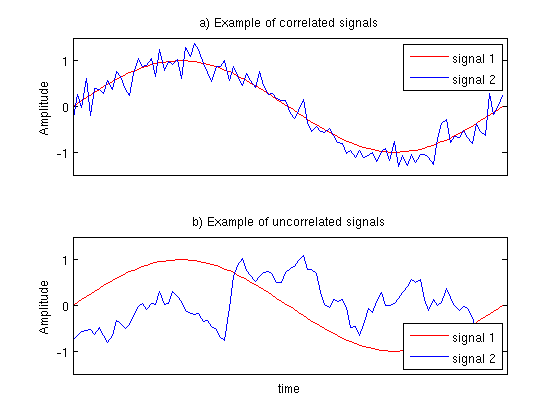 a) Example of correlated signals
1
0
-1
Amplitude
signal 1
signal 2
b) Example of uncorrelated signals
1
0
-1
Amplitude
signal 1
signal 2
time